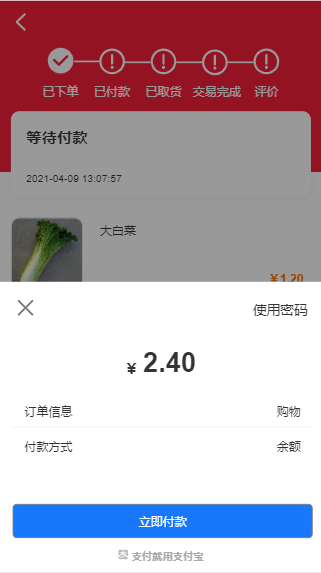 已下单 已付款 已取货 交易完成 评价
等待付款
2021-04-09 13:07:57
大白菜
¥1.20
使用密码
¥ 2.40
订单信息 购物
付款方式 余额
立即付款
支付就用支付宝